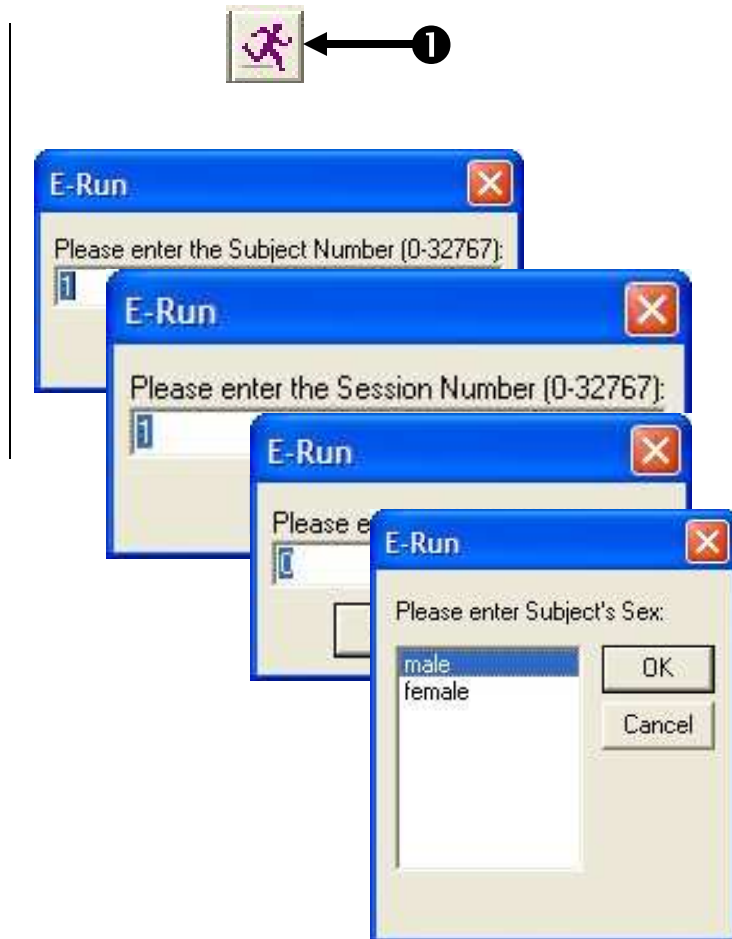 ❶
E-Run
Please enter the Subject Number (0-32767):
1
E-Run
Please enter the Session Number (0-32767):
1
E-Run
Please e
0
E-Run
Please enter Subject's Sex:
male
female
OK
Cancel